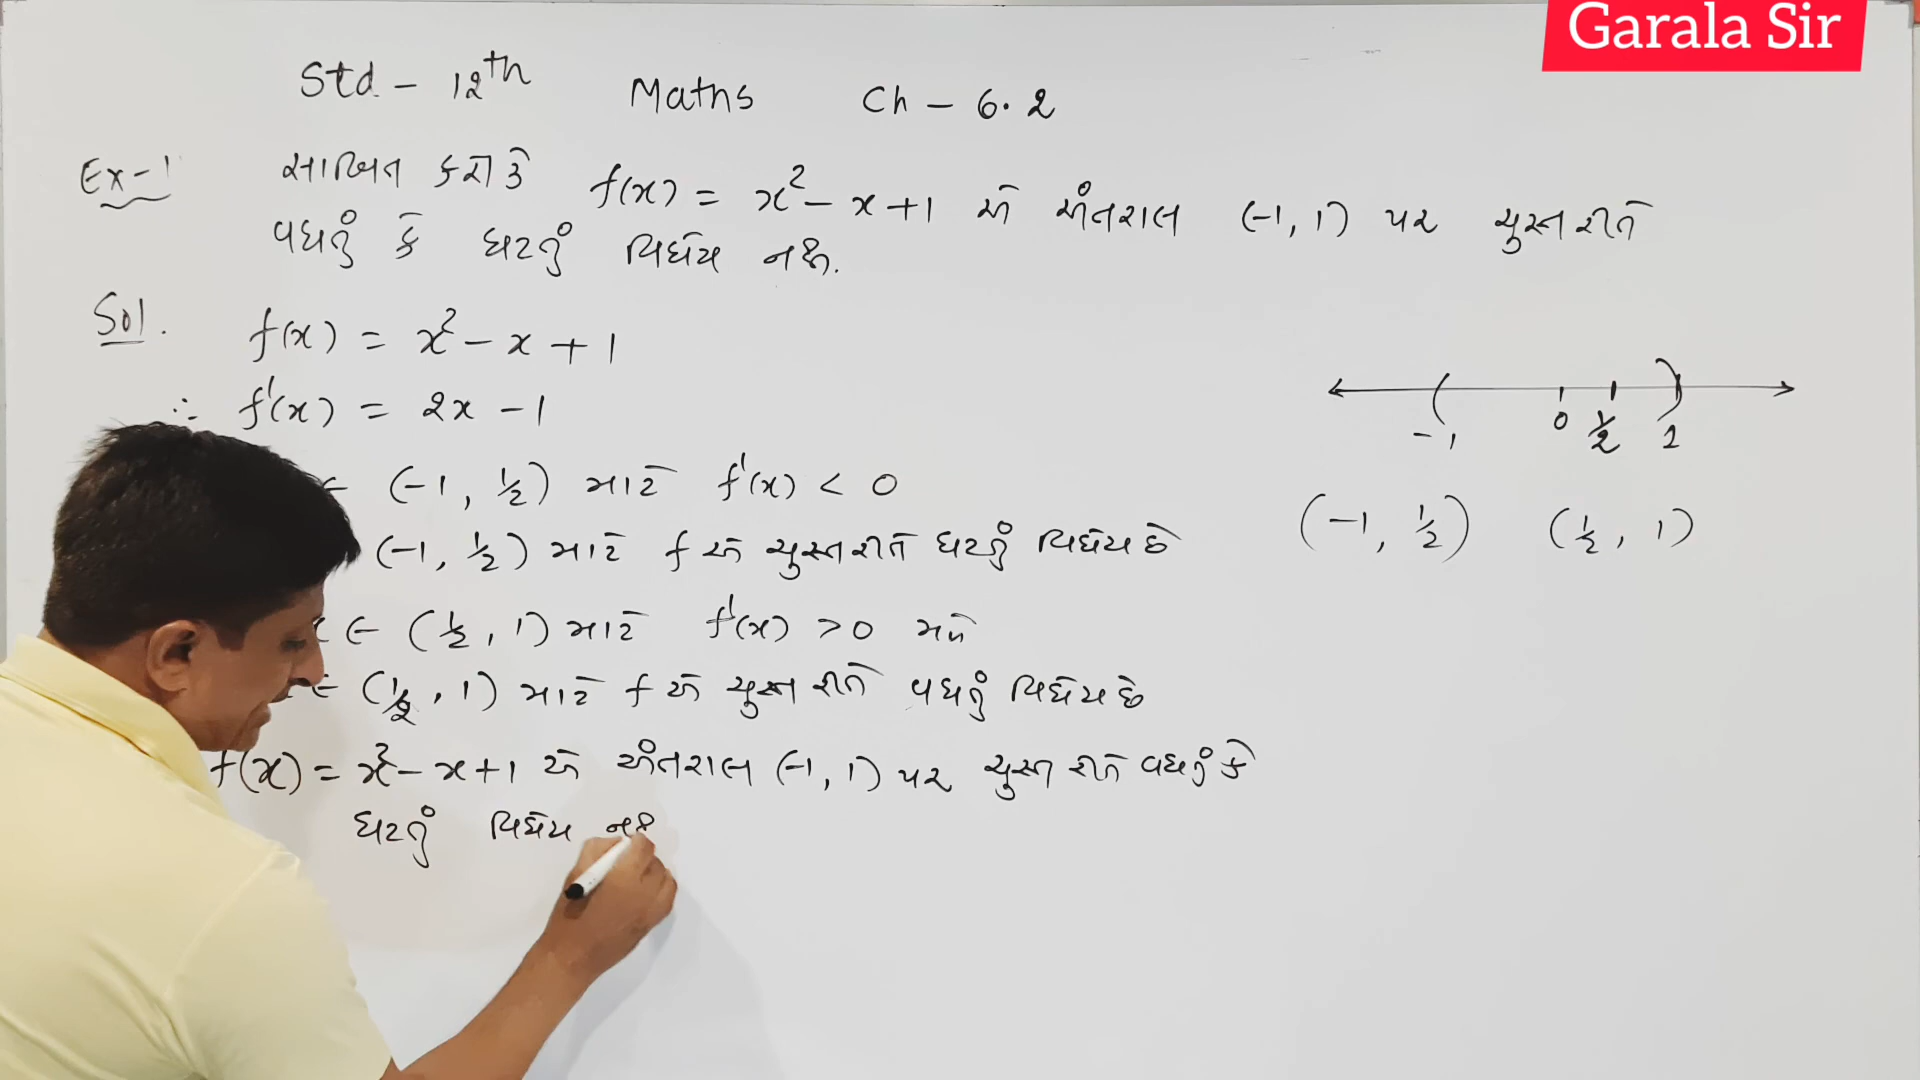 Garala Sir
Std - 12th Maths Ch - 6.2
Ex-1 સાબિત કરો કે f(x) = x² - x + 1 એ અંતરાલ (-1, 1) પર ચુસ્ત રીતે
વધતું કે ઘટતું વિધેય નથી.
Sol. f(x) = x² - x + 1
∴ f'(x) = 2x - 1
0 1/2 1
-1
∈ (-1, 1/2) માટે f'(x) < 0
(-1, 1/2) (1/2, 1)
(-1, 1/2) માટે f એ ચુસ્ત રીતે ઘટતું વિધેય છે
x ∈ (1/2, 1) માટે f'(x) > 0 અને
∈ (1/2, 1) માટે f એ ચુસ્ત રીતે વધતું વિધેય છે
f(x) = x² - x + 1 એ અંતરાલ (-1, 1) પર ચુસ્ત રીતે વધતું કે
ઘટતું વિધેય